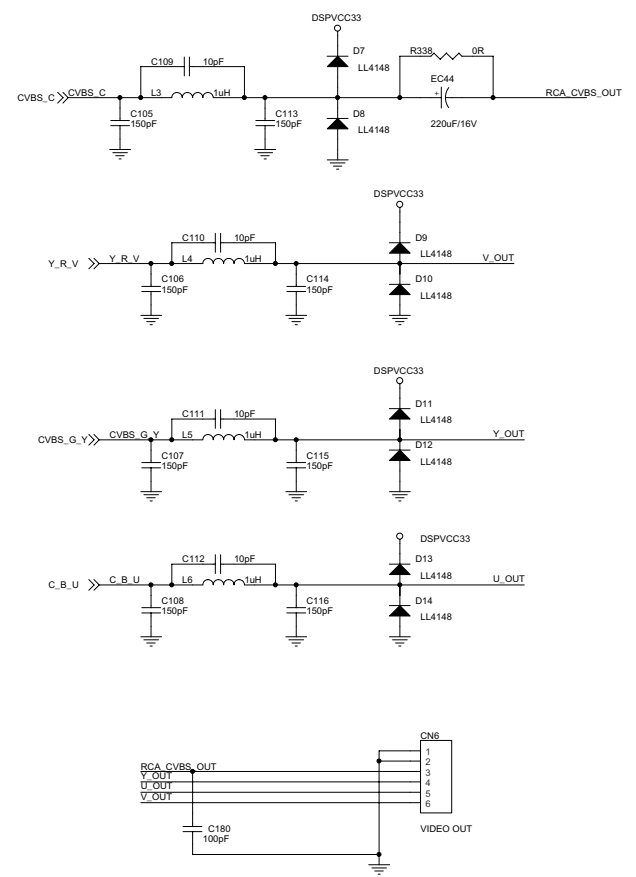 DSPVCC33
C109 10pF
D7
LL4148
R338 0R
EC44
CVBS_C CVBS_C L3 1uH
+
RCA_CVBS_OUT
C105
150pF
C113
150pF
D8
LL4148
220uF/16V
DSPVCC33
C110 10pF
D9
LL4148
Y_R_V Y_R_V L4 1uH
V_OUT
C106
150pF
C114
150pF
D10
LL4148
DSPVCC33
C111 10pF
D11
LL4148
CVBS_G_Y CVBS_G_Y L5 1uH
Y_OUT
C107
150pF
C115
150pF
D12
LL4148
DSPVCC33
C112 10pF
D13
LL4148
C_B_U C_B_U L6 1uH
U_OUT
C108
150pF
C116
150pF
D14
LL4148
CN6
1
2
RCA_CVBS_OUT 3
Y_OUT 4
U_OUT 5
V_OUT 6
C180
100pF
VIDEO OUT